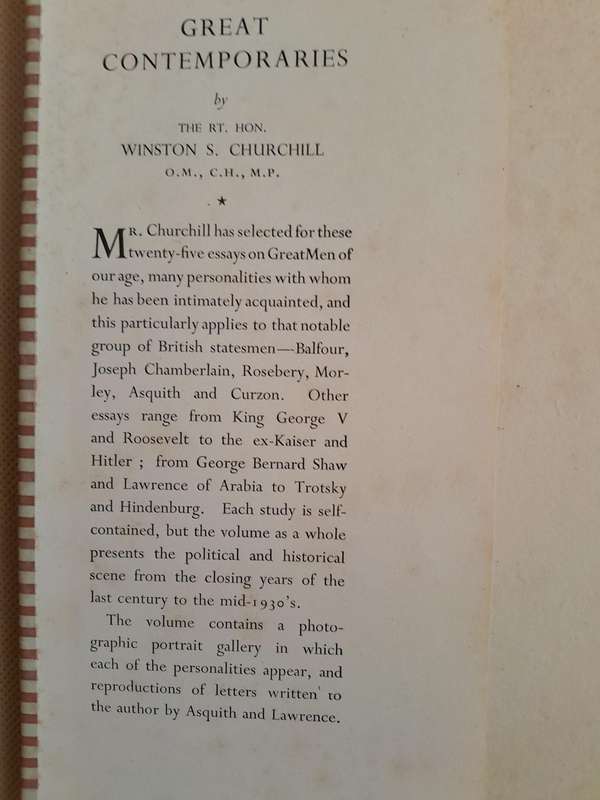 GREAT
CONTEMPORARIES
by
THE RT. HON.
WINSTON S. CHURCHILL
O.M., C.H., M.P.
★
MR. Churchill has selected for these
twenty-five essays on Great Men of
our age, many personalities with whom
he has been intimately acquainted, and
this particularly applies to that notable
group of British statesmen—Balfour,
Joseph Chamberlain, Rosebery, Mor-
ley, Asquith and Curzon. Other
essays range from King George V
and Roosevelt to the ex-Kaiser and
Hitler ; from George Bernard Shaw
and Lawrence of Arabia to Trotsky
and Hindenburg. Each study is self-
contained, but the volume as a whole
presents the political and historical
scene from the closing years of the
last century to the mid-1930's.
The volume contains a photo-
graphic portrait gallery in which
each of the personalities appear, and
reproductions of letters written to
the author by Asquith and Lawrence.